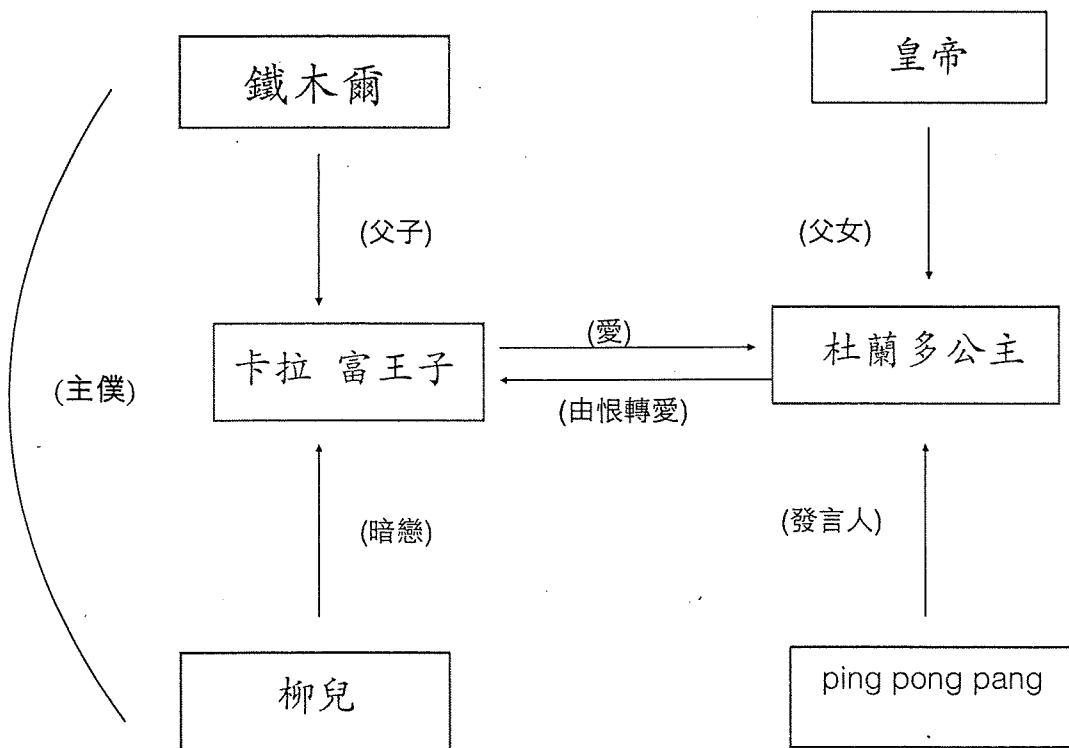 鐵木爾
皇帝
(父子)
(父女)
(愛)
卡拉 富王子
杜蘭多公主
(主僕)
(由恨轉愛)
(暗戀)
(發言人)
柳兒
ping pong pang